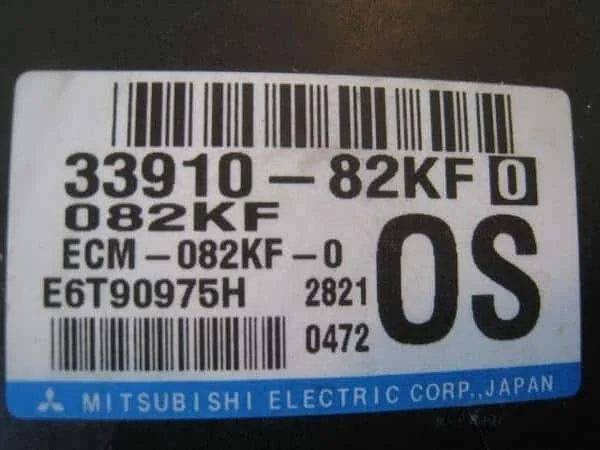 33910-82KF 0
082KF
ECM-082KF-0
OS
E6T90975H 2821
0472
MITSUBISHI ELECTRIC CORP.,JAPAN